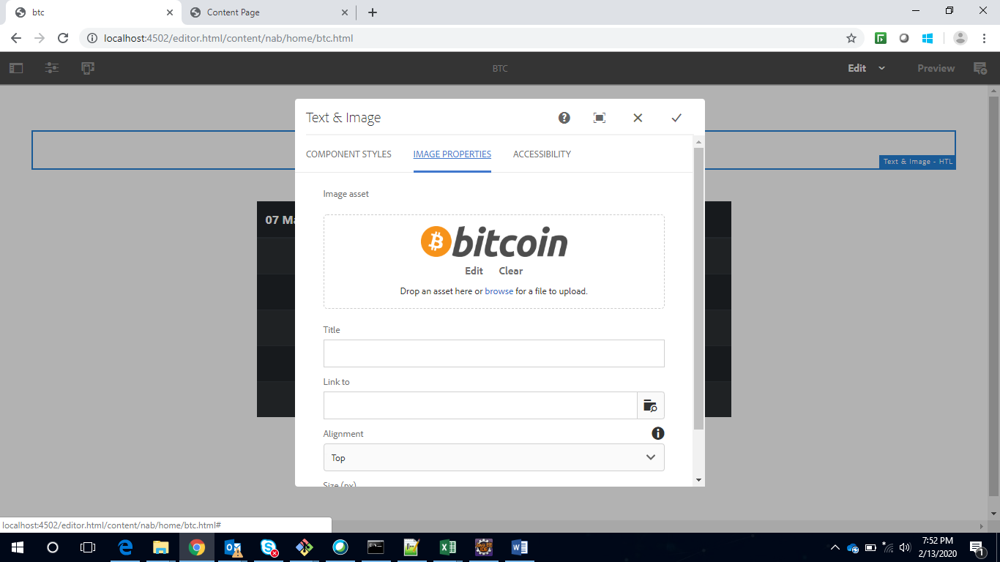 btc
Content Page
localhost:4502/editor.html/content/nab/home/btc.html
BTC
Edit
Preview
Text & Image
COMPONENT STYLES
IMAGE PROPERTIES
ACCESSIBILITY
Text & Image - HTL
Image asset
07 Ma
bitcoin
Edit Clear
Drop an asset here or browse for a file to upload.
Title
Link to
Alignment
Top
Size (px)
localhost:4502/editor.html/content/nab/home/btc.html#
7:52 PM
2/13/2020
1